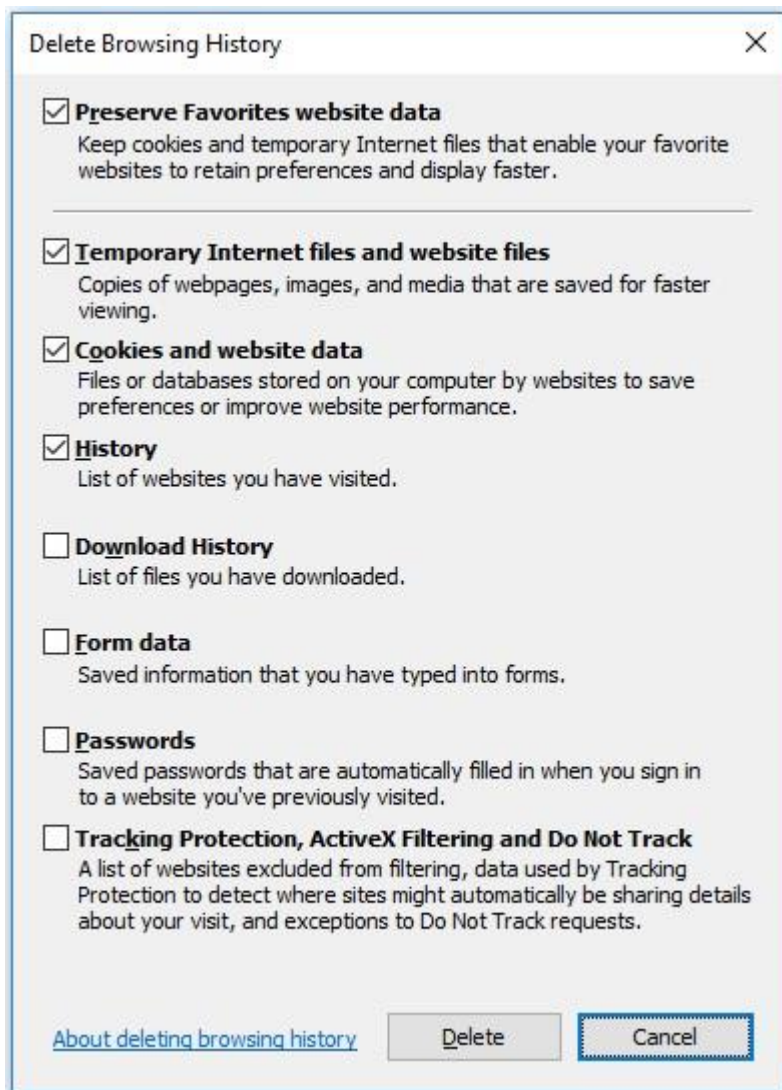 Delete Browsing History
Preserve Favorites website data
Keep cookies and temporary Internet files that enable your favorite
websites to retain preferences and display faster.
Temporary Internet files and website files
Copies of webpages, images, and media that are saved for faster
viewing.
Cookies and website data
Files or databases stored on your computer by websites to save
preferences or improve website performance.
History
List of websites you have visited.
Download History
List of files you have downloaded.
Form data
Saved information that you have typed into forms.
Passwords
Saved passwords that are automatically filled in when you sign in
to a website you've previously visited.
Tracking Protection, ActiveX Filtering and Do Not Track
A list of websites excluded from filtering, data used by Tracking
Protection to detect where sites might automatically be sharing details
about your visit, and exceptions to Do Not Track requests.
About deleting browsing history
Delete
Cancel